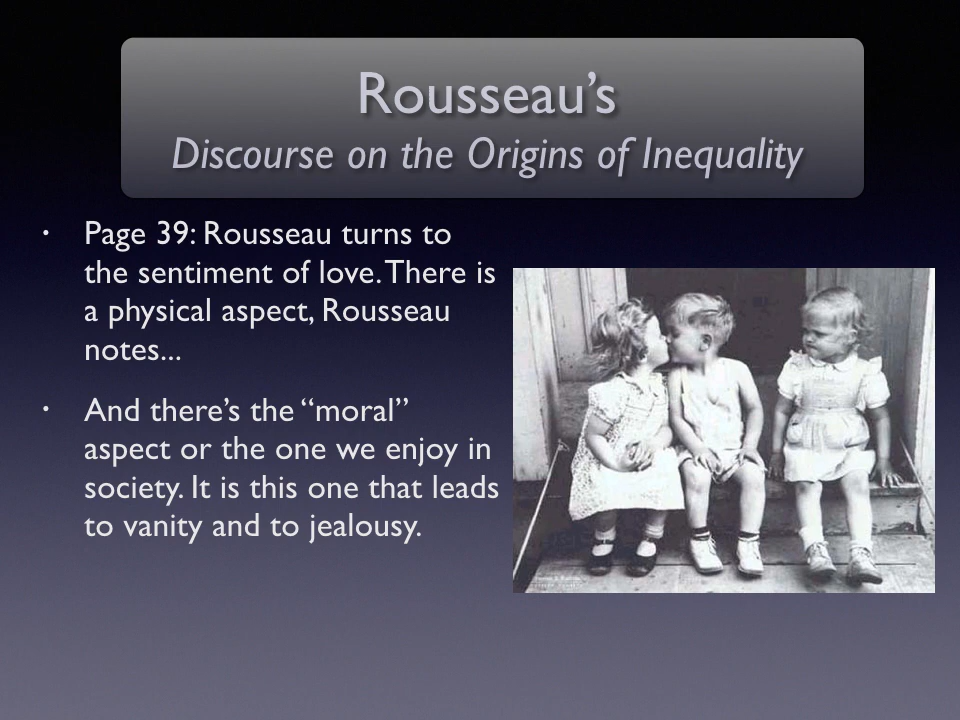 Rousseau’s
Discourse on the Origins of Inequality
• Page 39: Rousseau turns to
the sentiment of love. There is
a physical aspect, Rousseau
notes...
• And there’s the “moral”
aspect or the one we enjoy in
society. It is this one that leads
to vanity and to jealousy.